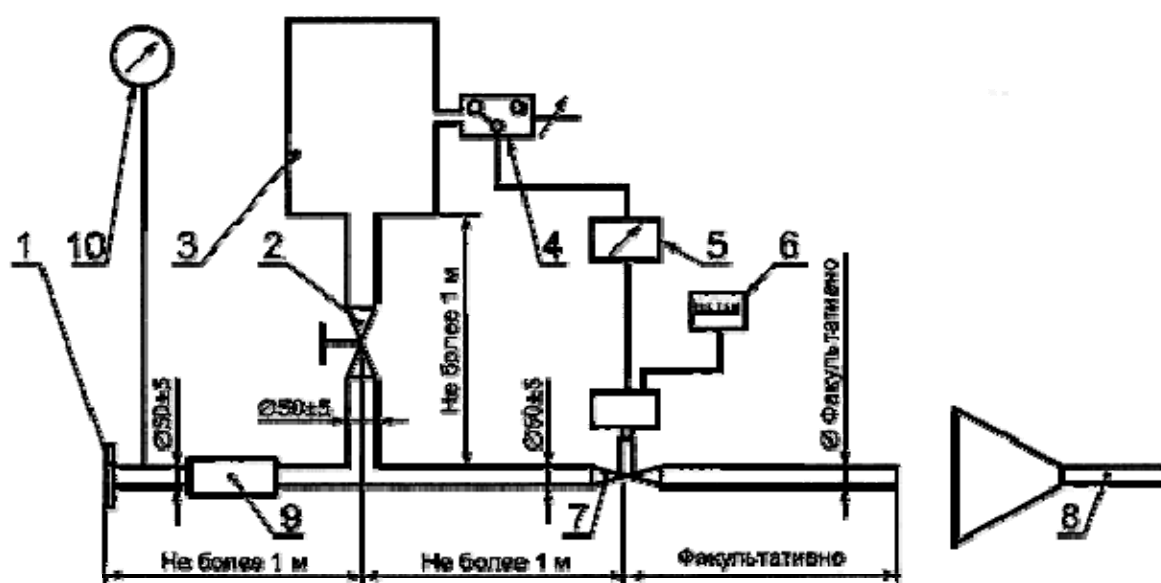 10
3
2
4
5
6
1
Не более 1 м
Ø Факультативно
Ø50±5
Ø50±5
Ø50±5
9
7
8
Не более 1 м
Не более 1 м
Факультативно